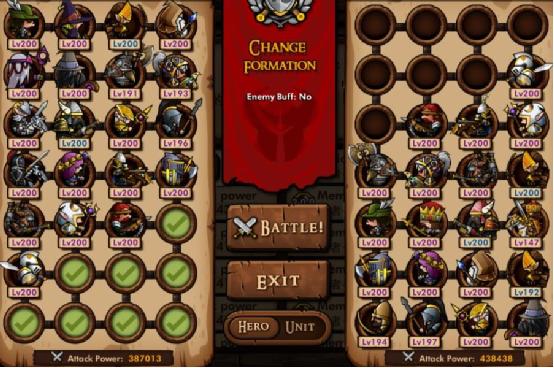 Lv200 Lv200 Lv200 Lv200
Lv200 Lv200 Lv191 Lv193
Lv200 Lv200 Lv200 Lv196
Lv200 Lv200 Lv200 Lv200
Lv200 Lv200 Lv200
Lv200
Attack Power: 387013
CHANGE
FORMATION
Enemy Buff: No
power
BATTLE!
EXIT
power
HERO UNIT
Lv200
Lv200 Lv200 Lv200
Lv200 Lv200 Lv200 Lv200
Lv200 Lv200 Lv200 Lv147
Lv200 Lv200 Lv200 Lv192
Lv194 Lv197 Lv200 Lv200
Attack Power: 438438